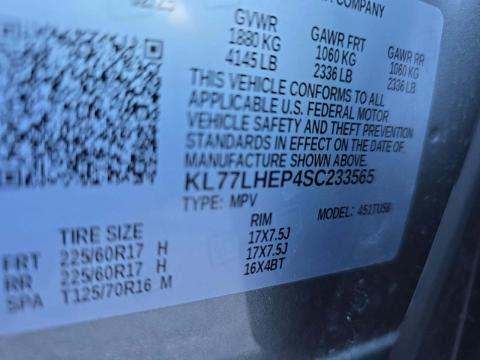 COMPANY
GVWR GAWR FRT GAWR RR
1880 KG 1060 KG 1060 KG
4145 LB 2336 LB 2336 LB
THIS VEHICLE CONFORMS TO ALL
APPLICABLE U.S. FEDERAL MOTOR
VEHICLE SAFETY AND THEFT PREVENTION
STANDARDS IN EFFECT ON THE DATE OF
MANUFACTURE SHOWN ABOVE.
KL77LHEP4SC233565
TYPE: MPV MODEL:
TIRE SIZE RIM
FRT 225/60R17 H 17X7.5J
RR 225/60R17 H 17X7.5J
SPA T125/70R16 M 16X4BT